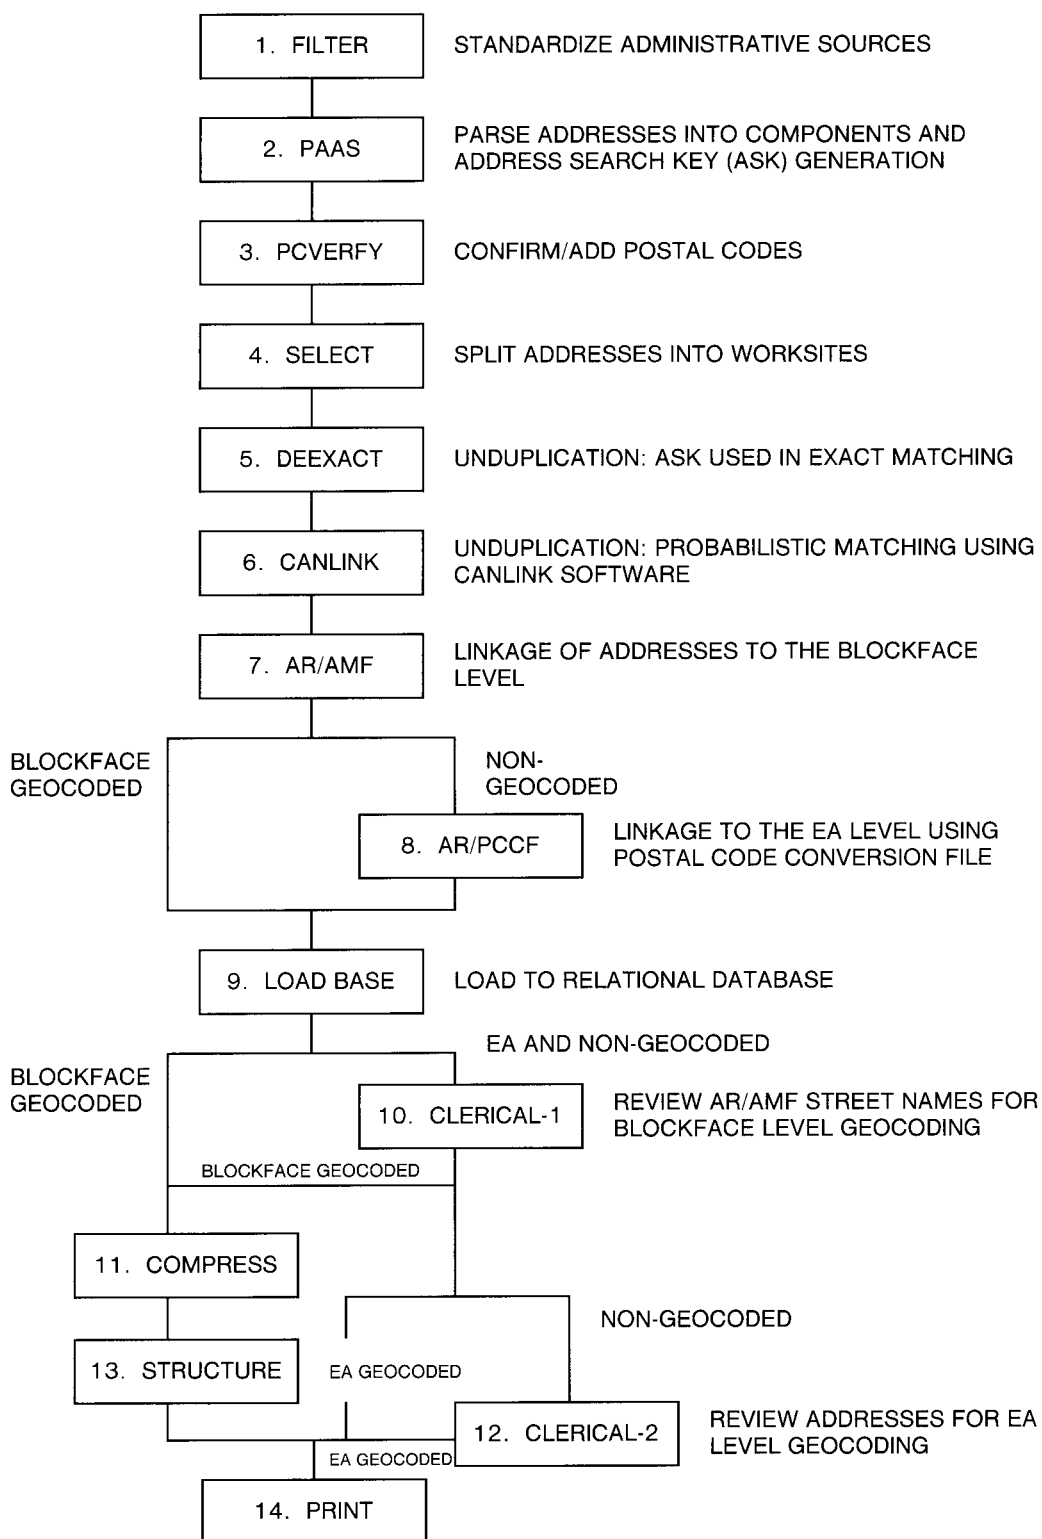 1. FILTER
STANDARDIZE ADMINISTRATIVE SOURCES
2. PAAS
PARSE ADDRESSES INTO COMPONENTS AND
ADDRESS SEARCH KEY (ASK) GENERATION
3. PCVERFY
CONFIRM/ADD POSTAL CODES
4. SELECT
SPLIT ADDRESSES INTO WORKSITES
5. DEEXACT
UNDUPLICATION: ASK USED IN EXACT MATCHING
6. CANLINK
UNDUPLICATION: PROBABILISTIC MATCHING USING
CANLINK SOFTWARE
7. AR/AMF
LINKAGE OF ADDRESSES TO THE BLOCKFACE
LEVEL
BLOCKFACE
GEOCODED
NON-
GEOCODED
8. AR/PCCF
LINKAGE TO THE EA LEVEL USING
POSTAL CODE CONVERSION FILE
9. LOAD BASE
LOAD TO RELATIONAL DATABASE
EA AND NON-GEOCODED
BLOCKFACE
GEOCODED
10. CLERICAL-1
REVIEW AR/AMF STREET NAMES FOR
BLOCKFACE LEVEL GEOCODING
BLOCKFACE GEOCODED
11. COMPRESS
NON-GEOCODED
13. STRUCTURE
EA GEOCODED
12. CLERICAL-2
REVIEW ADDRESSES FOR EA
LEVEL GEOCODING
EA GEOCODED
14. PRINT